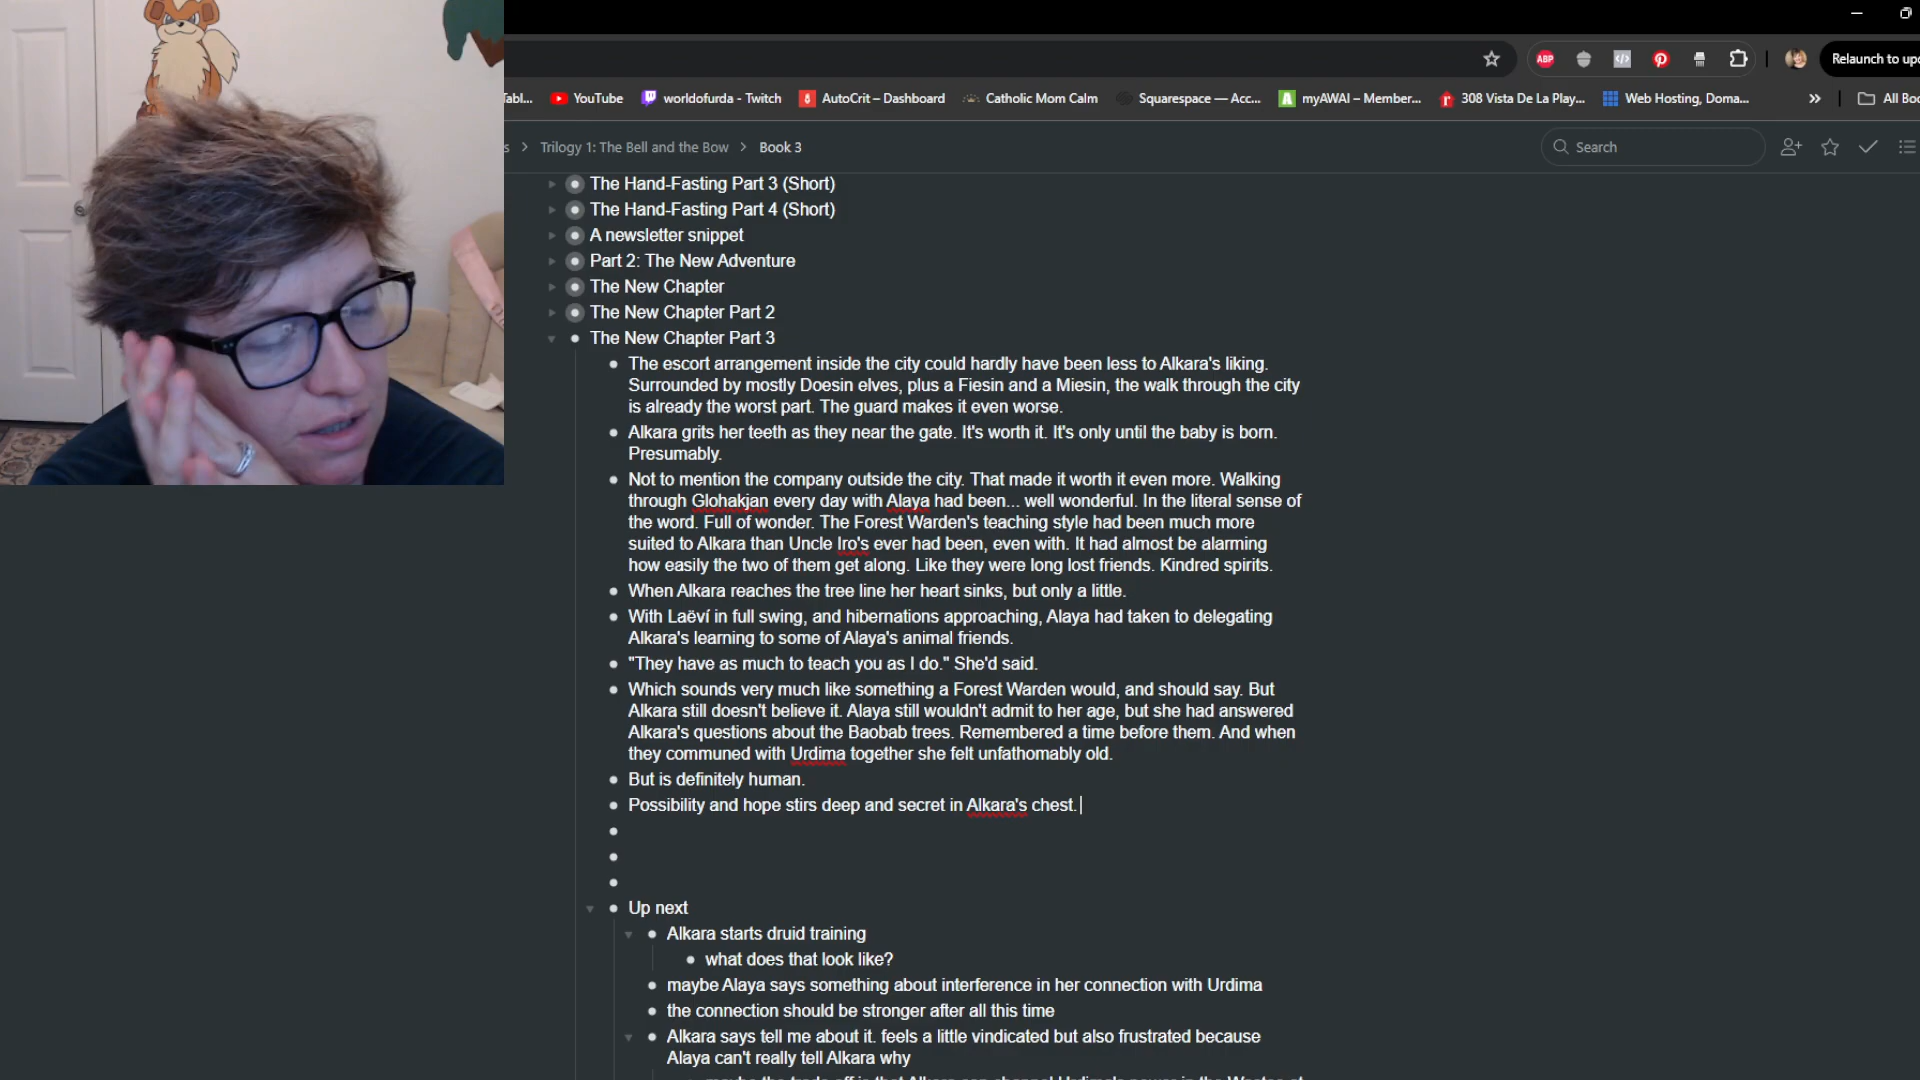 Relaunch to upd
Tabl...
YouTube
worldofurda - Twitch
AutoCrit – Dashboard
Catholic Mom Calm
Squarespace — Acc...
myAWAI – Member...
308 Vista De La Play...
Web Hosting, Doma...
»
All Boo
ABP
s > Trilogy 1: The Bell and the Bow > Book 3
Search
The Hand-Fasting Part 3 (Short)
The Hand-Fasting Part 4 (Short)
A newsletter snippet
Part 2: The New Adventure
The New Chapter
The New Chapter Part 2
The New Chapter Part 3
The escort arrangement inside the city could hardly have been less to Alkara's liking.
Surrounded by mostly Doesin elves, plus a Fiesin and a Miesin, the walk through the city
is already the worst part. The guard makes it even worse.
Alkara grits her teeth as they near the gate. It's worth it. It's only until the baby is born.
Presumably.
Not to mention the company outside the city. That made it worth it even more. Walking
through Glohakjan every day with Alaya had been... well wonderful. In the literal sense of
the word. Full of wonder. The Forest Warden's teaching style had been much more
suited to Alkara than Uncle Iro's ever had been, even with. It had almost be alarming
how easily the two of them get along. Like they were long lost friends. Kindred spirits.
When Alkara reaches the tree line her heart sinks, but only a little.
With Laëví in full swing, and hibernations approaching, Alaya had taken to delegating
Alkara's learning to some of Alaya's animal friends.
"They have as much to teach you as I do." She'd said.
Which sounds very much like something a Forest Warden would, and should say. But
Alkara still doesn't believe it. Alaya still wouldn't admit to her age, but she had answered
Alkara's questions about the Baobab trees. Remembered a time before them. And when
they communed with Urdima together she felt unfathomably old.
But is definitely human.
Possibility and hope stirs deep and secret in Alkara's chest.
Up next
Alkara starts druid training
what does that look like?
maybe Alaya says something about interference in her connection with Urdima
the connection should be stronger after all this time
Alkara says tell me about it. feels a little vindicated but also frustrated because
Alaya can't really tell Alkara why